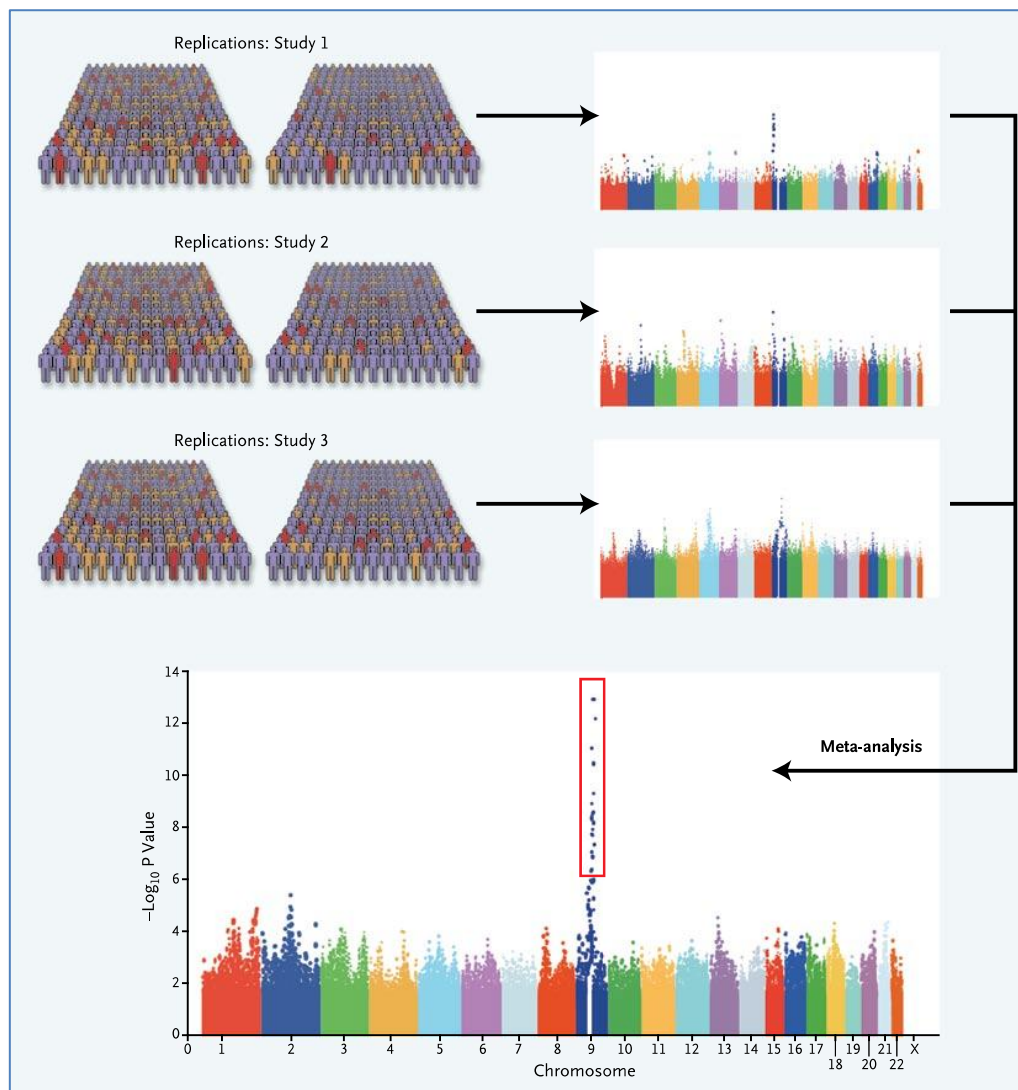 Replications: Study 1
Replications: Study 2
Replications: Study 3
Meta-analysis
−Log10 P Value
14
12
10
8
6
4
2
0
0 1 2 3 4 5 6 7 8 9 10 11 12 13 14 15 16 17 18 19 20 21 22 X
Chromosome